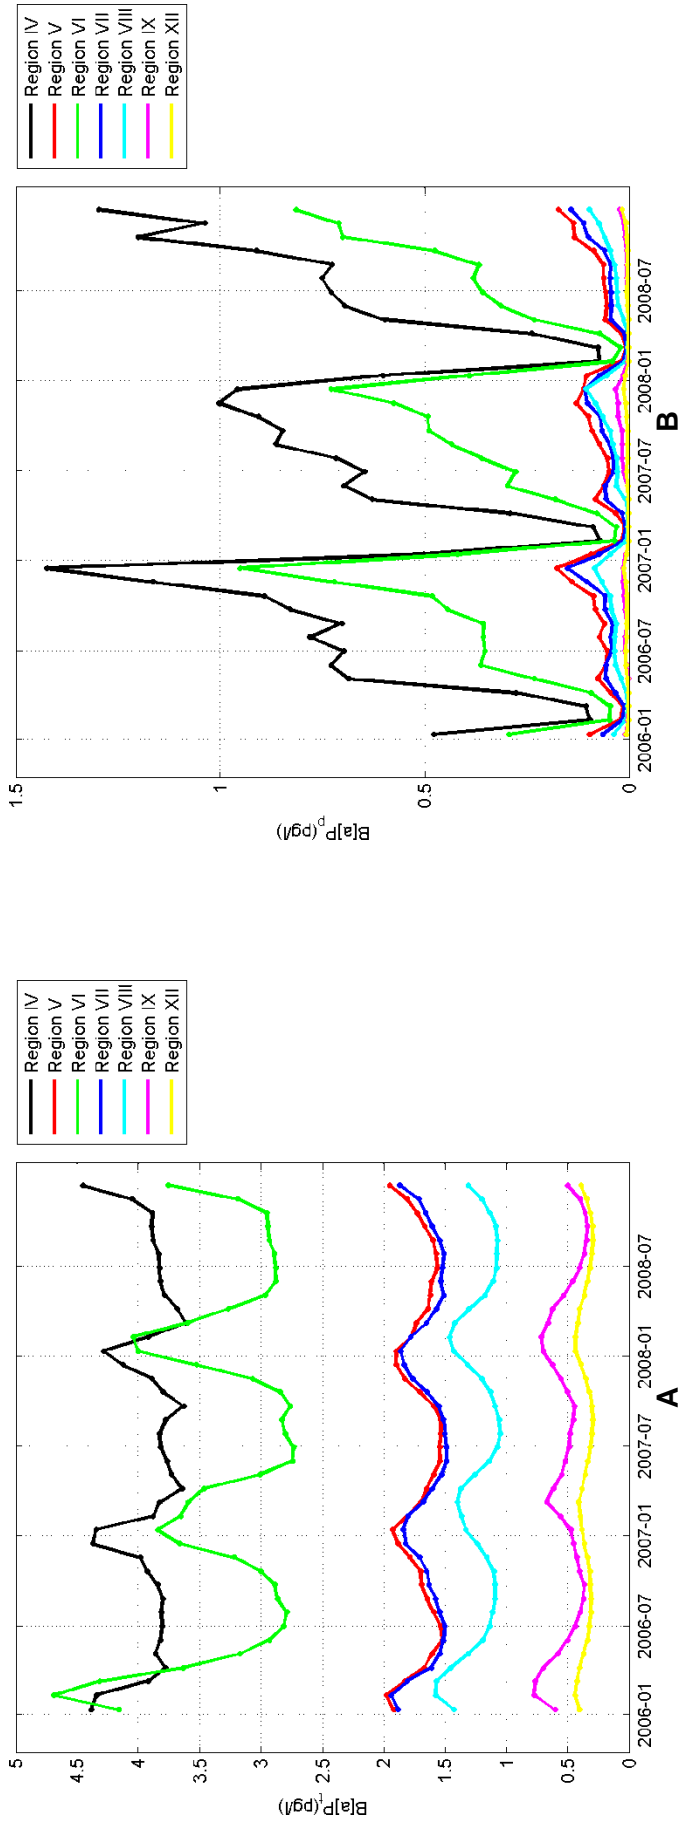 5
4.5
4
3.5
3
2.5
2
1.5
1
0.5
0
B[a]P_t(pg/l)
2006-01
2006-07
2007-01
2007-07
2008-01
2008-07
Region IV
Region V
Region VI
Region VII
Region VIII
Region IX
Region XII
A
1.5
1
0.5
0
B[a]P_p(pg/l)
2006-01
2006-07
2007-01
2007-07
2008-01
2008-07
Region IV
Region V
Region VI
Region VII
Region VIII
Region IX
Region XII
B